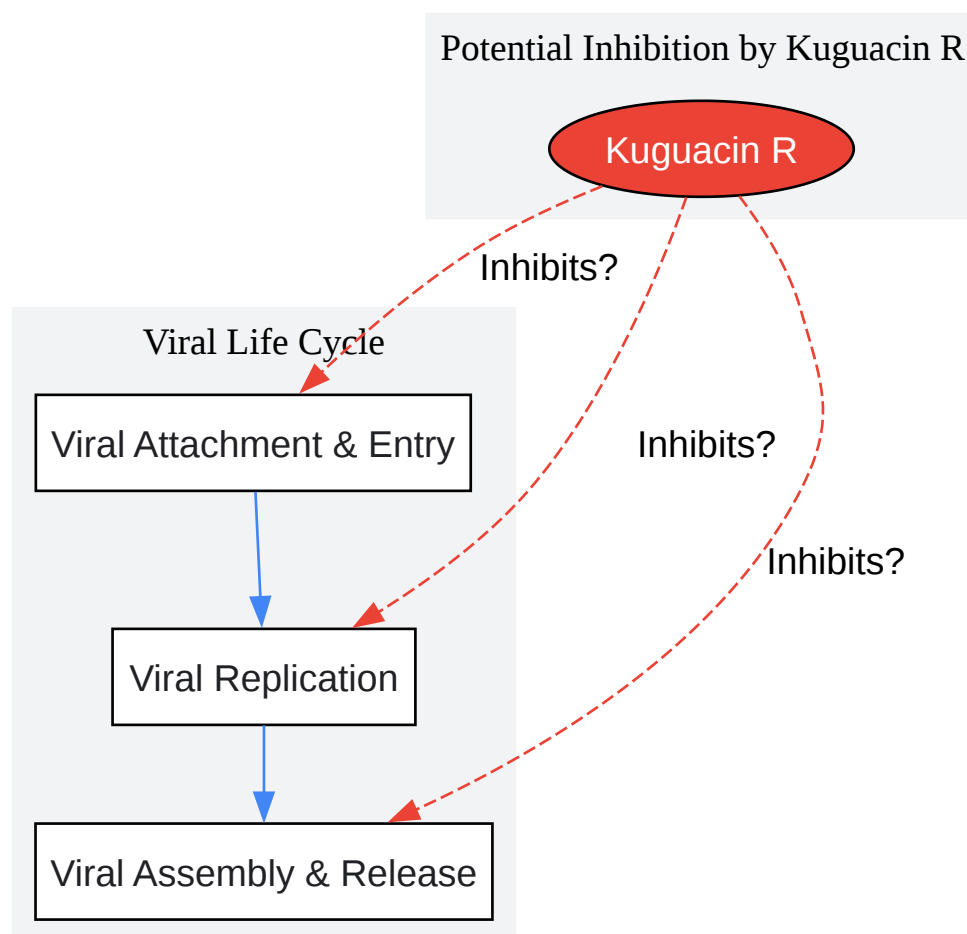 Potential Inhibition by Kuguacin R
Kuguacin R
Inhibits?
Viral Life Cycle
Viral Attachment & Entry
Inhibits?
Inhibits?
Viral Replication
Viral Assembly & Release